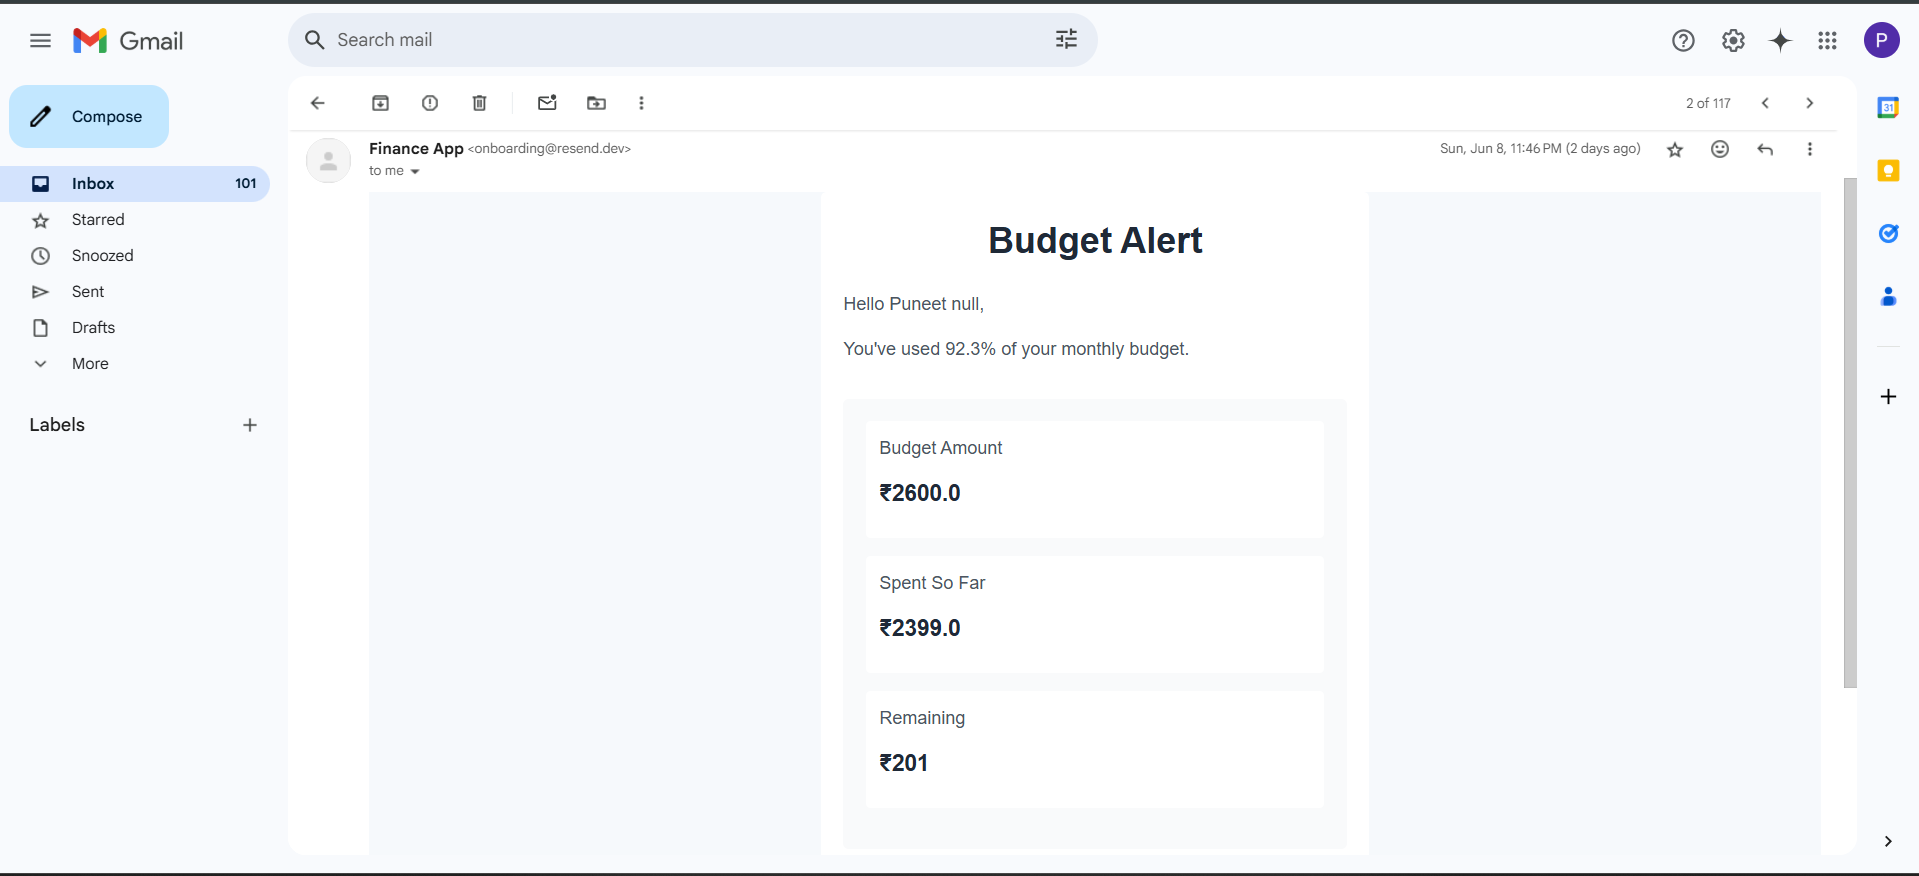 Gmail
Search mail
P
Compose
2 of 117
Inbox 101
Starred
Snoozed
Sent
Drafts
More
Labels
Finance App <onboarding@resend.dev>
Sun, Jun 8, 11:46 PM (2 days ago)
to me
Budget Alert
Hello Puneet null,
You've used 92.3% of your monthly budget.
Budget Amount
₹2600.0
Spent So Far
₹2399.0
Remaining
₹201
31